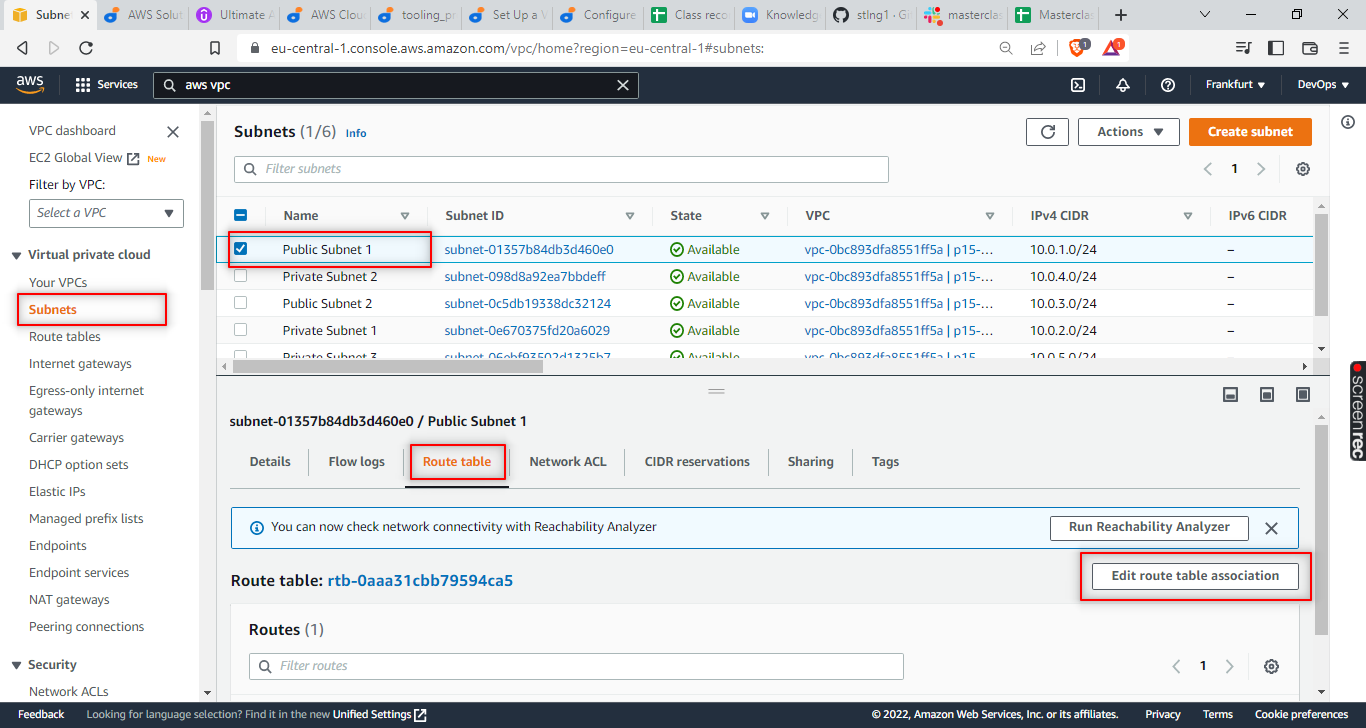 Subne
AWS Solut
Ultimate A
AWS Clou
tooling_pr
Set Up a V
Configure
Class reco
Knowledg
stlng1 · Gi
masterclas
Masterclas
eu-central-1.console.aws.amazon.com/vpc/home?region=eu-central-1#subnets:
1
1
aws
Services
aws vpc
Frankfurt
DevOps
VPC dashboard
EC2 Global View
New
Filter by VPC:
Select a VPC
Virtual private cloud
Your VPCs
Subnets
Route tables
Internet gateways
Egress-only internet
gateways
Carrier gateways
DHCP option sets
Elastic IPs
Managed prefix lists
Endpoints
Endpoint services
NAT gateways
Peering connections
Security
Network ACLs
Subnets (1/6) Info
Actions
Create subnet
Filter subnets
1
Name Subnet ID State VPC IPv4 CIDR IPv6 CIDR
Public Subnet 1 subnet-01357b84db3d460e0 Available vpc-0bc893dfa8551ff5a | p15-… 10.0.1.0/24 –
Private Subnet 2 subnet-098d8a92ea7bbdeff Available vpc-0bc893dfa8551ff5a | p15-… 10.0.4.0/24 –
Public Subnet 2 subnet-0c5db19338dc32124 Available vpc-0bc893dfa8551ff5a | p15-… 10.0.3.0/24 –
Private Subnet 1 subnet-0e670375fd20a6029 Available vpc-0bc893dfa8551ff5a | p15-… 10.0.2.0/24 –
Private Subnet 3 subnet-06ebf93502d1325b7 Available vpc-0bc893dfa8551ff5a | p15- 10.0.5.0/24
subnet-01357b84db3d460e0 / Public Subnet 1
Details
Flow logs
Route table
Network ACL
CIDR reservations
Sharing
Tags
You can now check network connectivity with Reachability Analyzer
Run Reachability Analyzer
Route table: rtb-0aaa31cbb79594ca5
Edit route table association
Routes (1)
Filter routes
1
screenrec
Feedback
Looking for language selection? Find it in the new Unified Settings
© 2022, Amazon Web Services, Inc. or its affiliates.
Privacy
Terms
Cookie preferences